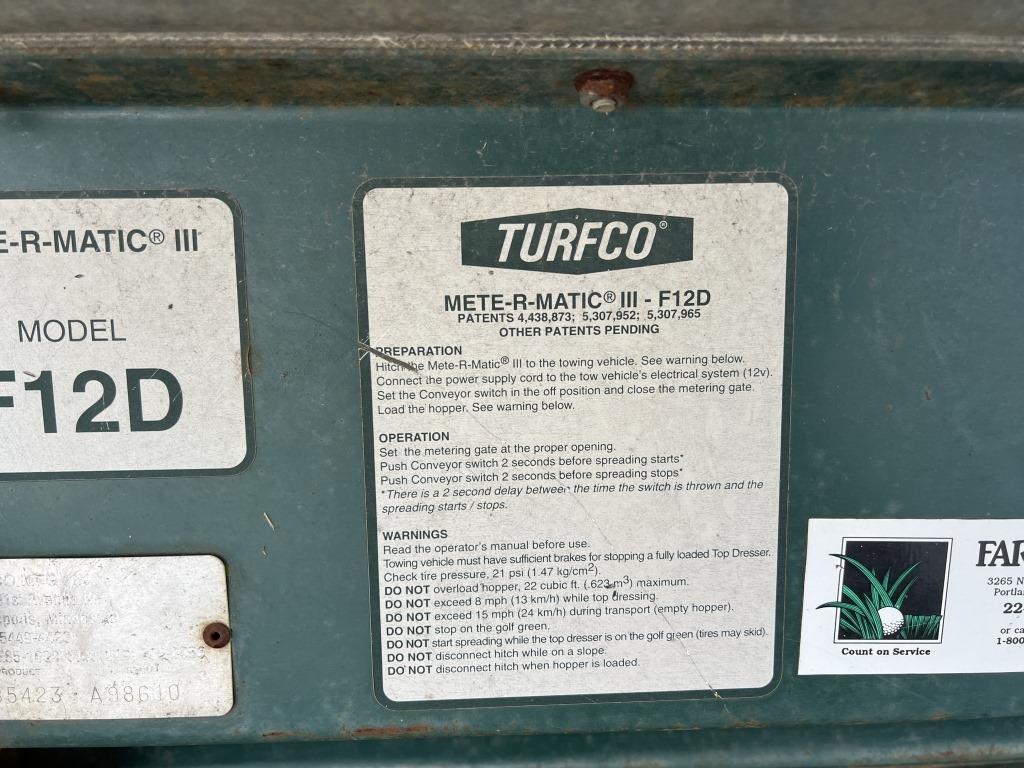 E-R-MATIC® III
MODEL
F12D
TURFCO®
METE-R-MATIC® III - F12D
PATENTS 4,438,873; 5,307,952; 5,307,965
OTHER PATENTS PENDING
PREPARATION
Hitch the Mete-R-Matic® III to the towing vehicle. See warning below.
Connect the power supply cord to the tow vehicle's electrical system (12v).
Set the Conveyor switch in the off position and close the metering gate.
Load the hopper. See warning below.
OPERATION
Set the metering gate at the proper opening.
Push Conveyor switch 2 seconds before spreading starts*
Push Conveyor switch 2 seconds before spreading stops*
*There is a 2 second delay between the time the switch is thrown and the
spreading starts / stops.
WARNINGS
Read the operator's manual before use.
Towing vehicle must have sufficient brakes for stopping a fully loaded Top Dresser.
Check tire pressure, 21 psi (1.47 kg/cm²).
DO NOT overload hopper, 22 cubic ft. (.623 m³) maximum.
DO NOT exceed 8 mph (13 km/h) while top dressing.
DO NOT exceed 15 mph (24 km/h) during transport (empty hopper).
DO NOT stop on the golf green.
DO NOT start spreading while the top dresser is on the golf green (tires may skid).
DO NOT disconnect hitch while on a slope.
DO NOT disconnect hitch when hopper is loaded.
5423 A98610
FAR
3265 N
Portlan
22
or ca
1-800
Count on Service